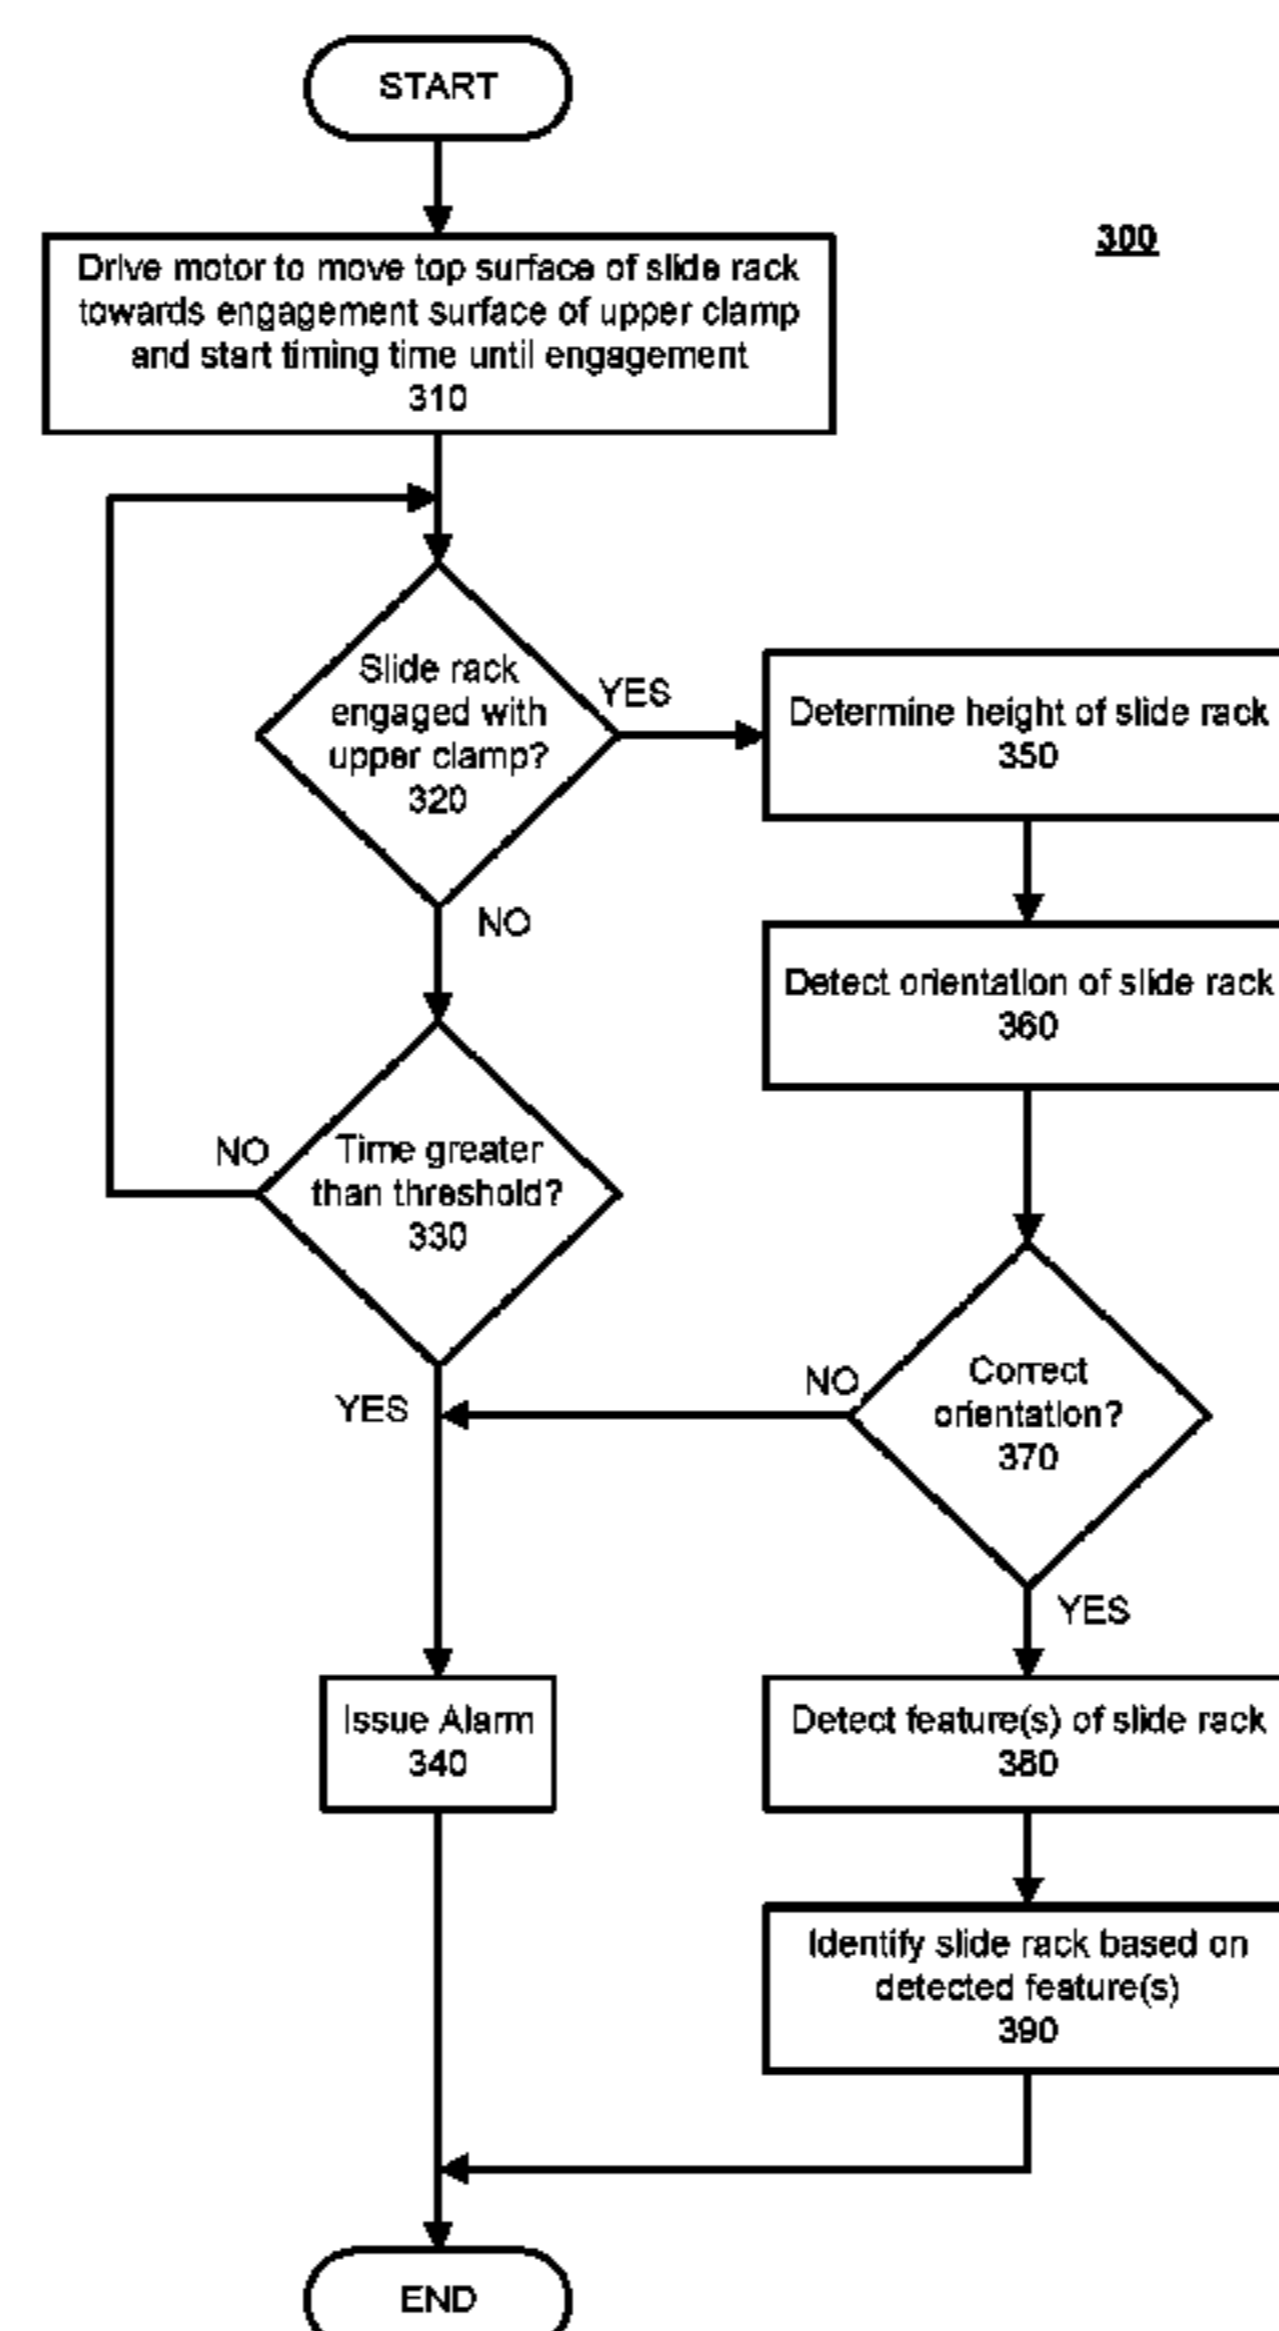 START
300
Drive motor to move top surface of slide rack
towards engagement surface of upper clamp
and start timing time until engagement
310
Slide rack
engaged with
upper clamp?
320
YES
NO
Determine height of slide rack
350
Detect orientation of slide rack
360
Time greater
than threshold?
330
NO
YES
Correct
orientation?
370
NO
YES
Issue Alarm
340
Detect feature(s) of slide rack
380
Identify slide rack based on
detected feature(s)
390
END